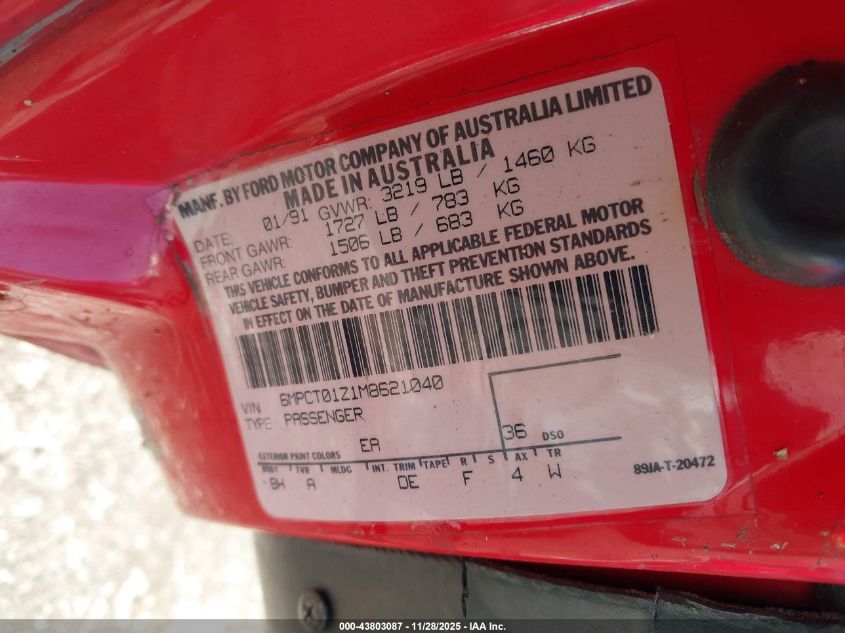 MANF. BY FORD MOTOR COMPANY OF AUSTRALIA LIMITED
MADE IN AUSTRALIA
DATE: 01/91 GVWR: 3219 LB / 1460 KG
FRONT GAWR: 1727 LB / 783 KG
REAR GAWR: 1506 LB / 683 KG
THIS VEHICLE CONFORMS TO ALL APPLICABLE FEDERAL MOTOR
VEHICLE SAFETY, BUMPER AND THEFT PREVENTION STANDARDS
IN EFFECT ON THE DATE OF MANUFACTURE SHOWN ABOVE.
VIN 6MPCT01Z1M8621040
TYPE PASSENGER
EXTERIOR PAINT COLORS EA 36 DSO
BODY TVR MLDG INT. TRIM TAPE R S AX TR
BH A DE F 4 W
89JA-T-20472
000-43803087 - 11/28/2025 - IAA Inc.